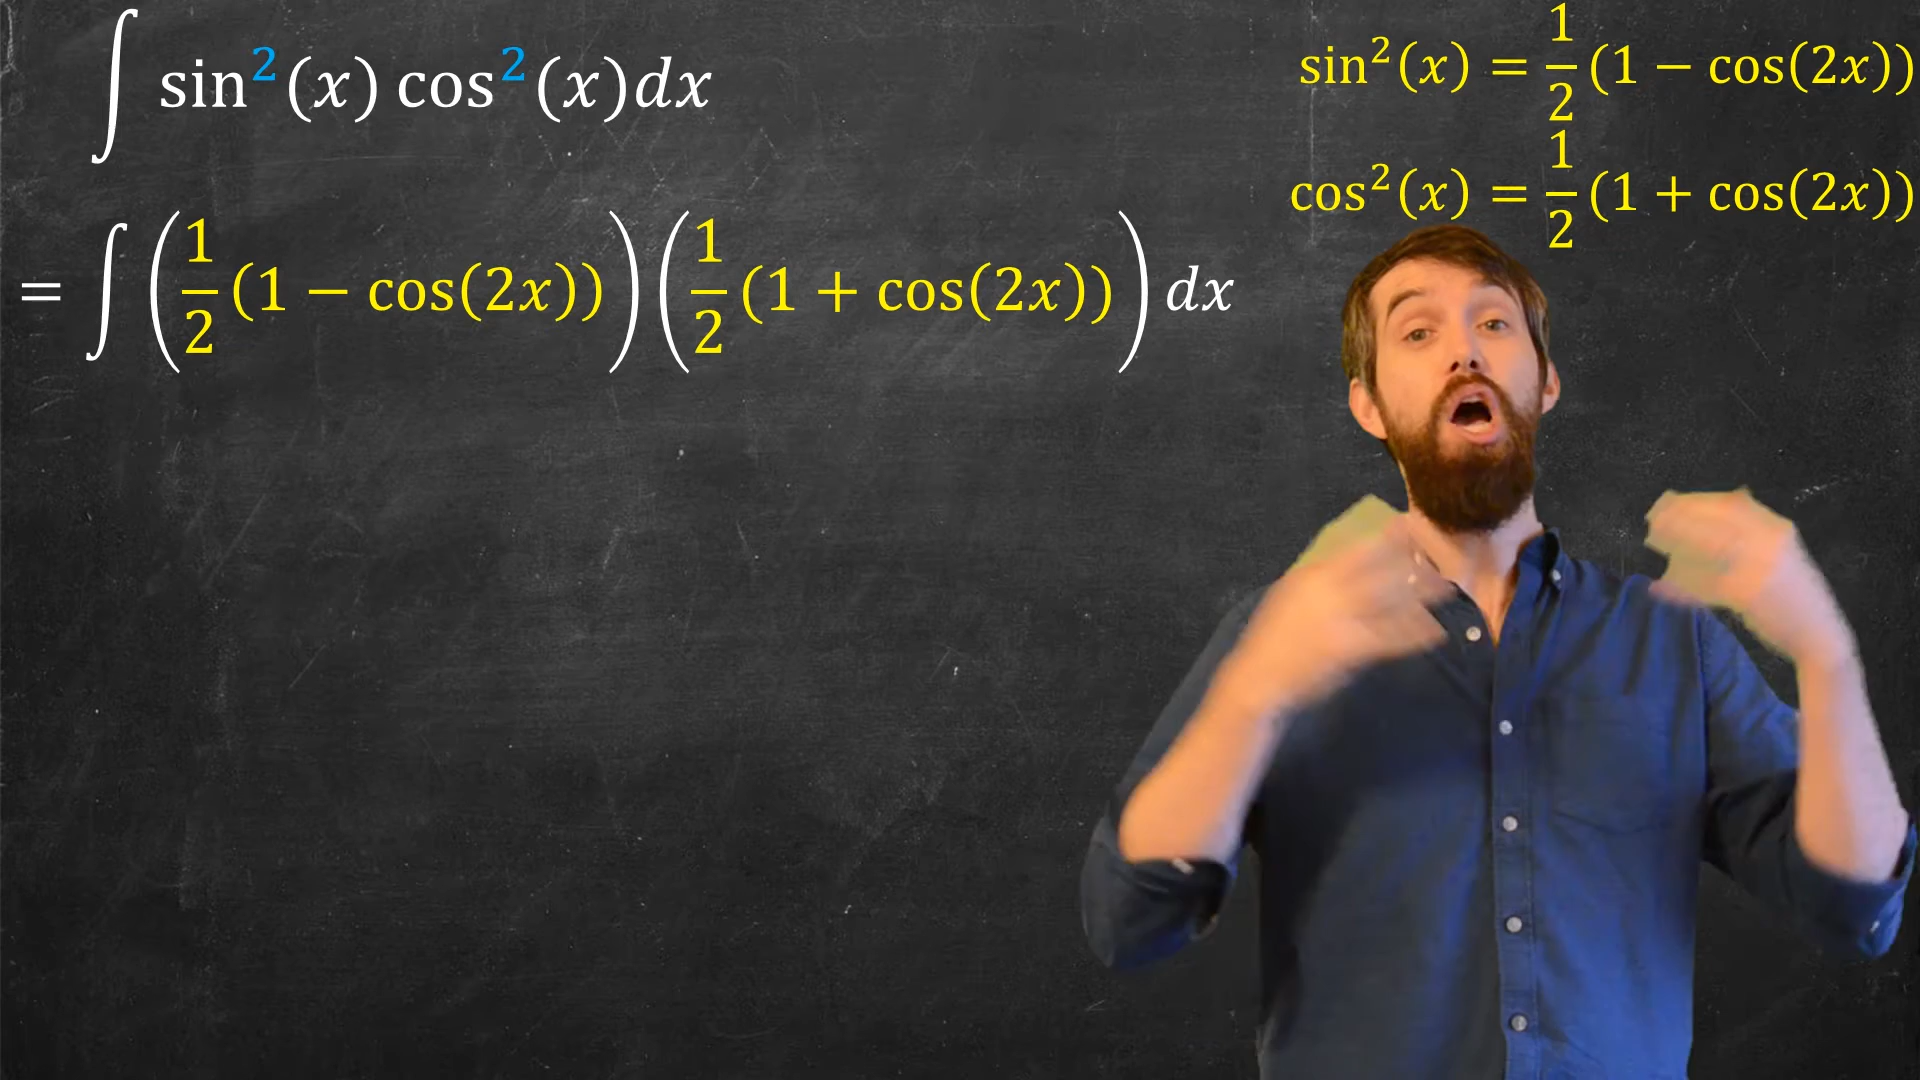 ∫ sin²(x) cos²(x)dx
sin²(x) = 1/2 (1 − cos(2x))
cos²(x) = 1/2 (1 + cos(2x))
= ∫ (1/2 (1 − cos(2x))) (1/2 (1 + cos(2x))) dx